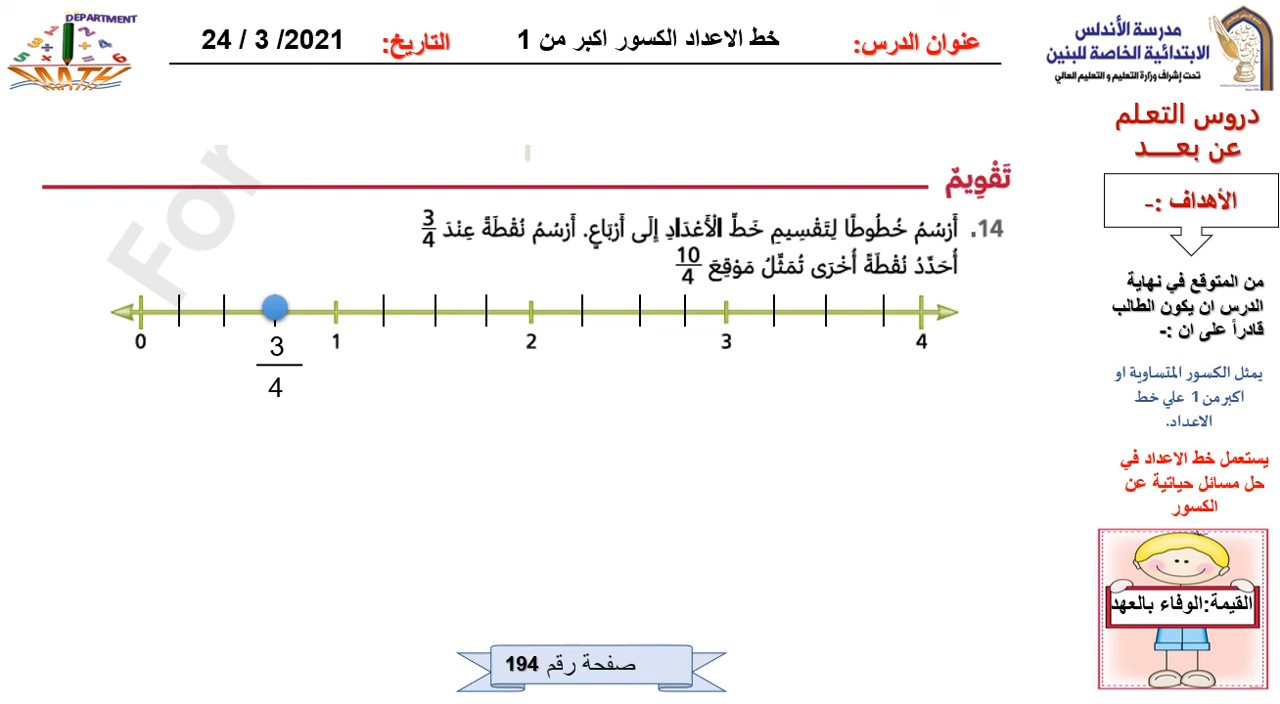 مدرسة الأندلس
الابتدائية الخاصة للبنين
تحت إشراف وزارة التعليم و التعليم العالي
عنوان الدرس: خط الاعداد الكسور اكبر من 1
التاريخ: 24 / 3 /2021
DEPARTMENT
MATH
دروس التعلم
عن بعـــد
الأهداف :-
من المتوقع في نهاية
الدرس ان يكون الطالب
قادراً على ان :-
يمثل الكسور المتساوية او
اكبر من 1 علي خط
الاعداد.
يستعمل خط الاعداد في
حل مسائل حياتية عن
الكسور
القيمة:الوفاء بالعهد
For
تَقْوِيمٌ
14. أَرْسُمُ خُطُوطًا لِتَقْسِيمِ خَطِّ الْأَعْدَادِ إِلَى أَرْبَاعٍ. أَرْسُمُ نُقْطَةً عِنْدَ 3/4
أُحَدِّدُ نُقْطَةً أُخْرَى تُمَثِّلُ مَوْقِعَ 10/4
0 1 2 3 4
3
4
صفحة رقم 194